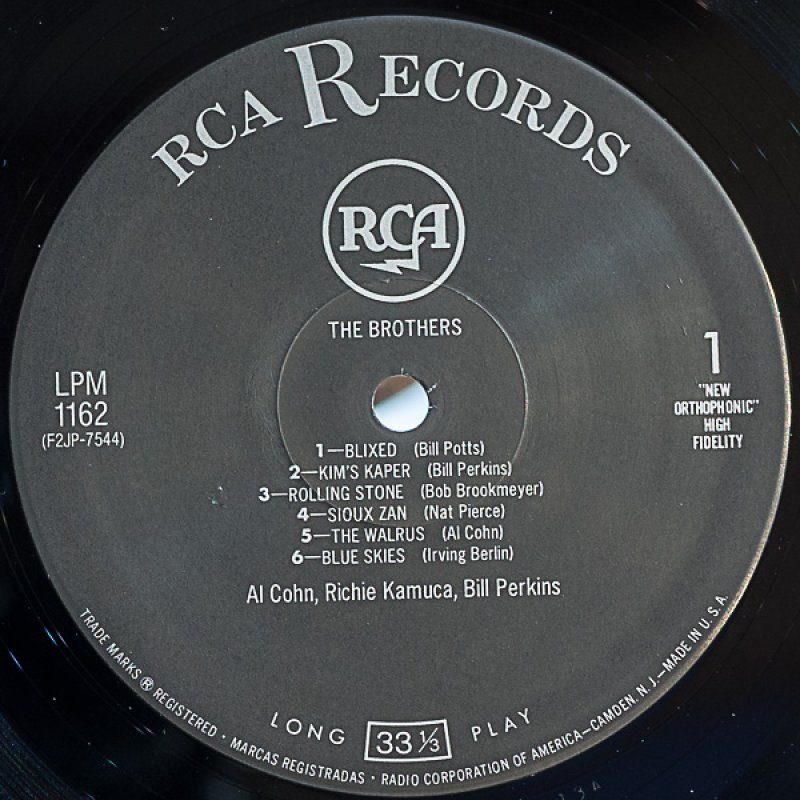 RCA RECORDS
RCA
THE BROTHERS
LPM
1162
(F2JP-7544)
1
"NEW
ORTHOPHONIC"
HIGH
FIDELITY
1—BLIXED (Bill Potts)
2—KIM'S KAPER (Bill Perkins)
3—ROLLING STONE (Bob Brookmeyer)
4—SIOUX ZAN (Nat Pierce)
5—THE WALRUS (Al Cohn)
6—BLUE SKIES (Irving Berlin)
Al Cohn, Richie Kamuca, Bill Perkins
LONG 33 1/3 PLAY
TRADE MARKS ® REGISTERED • MARCAS REGISTRADAS • RADIO CORPORATION OF AMERICA—CAMDEN, N. J.—MADE IN U.S.A.
13A